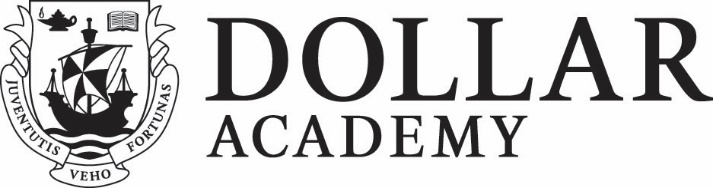 JUVENTUTIS
VEHO
FORTUNAS
DOLLAR
ACADEMY